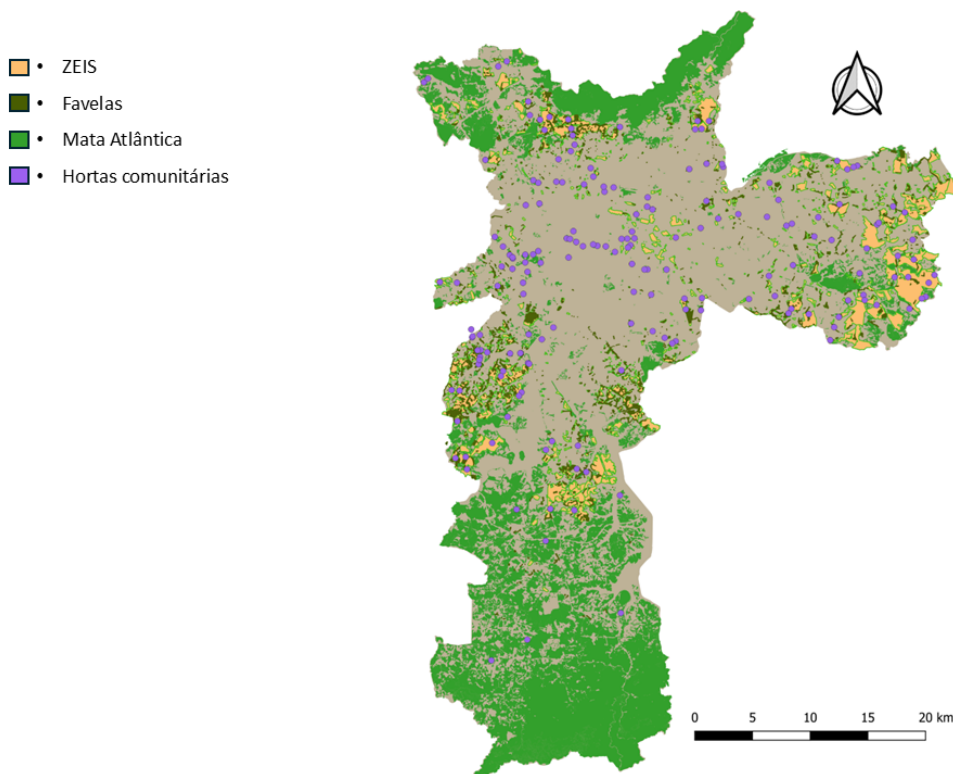 • ZEIS
• Favelas
• Mata Atlântica
• Hortas comunitárias
0 5 10 15 20 km